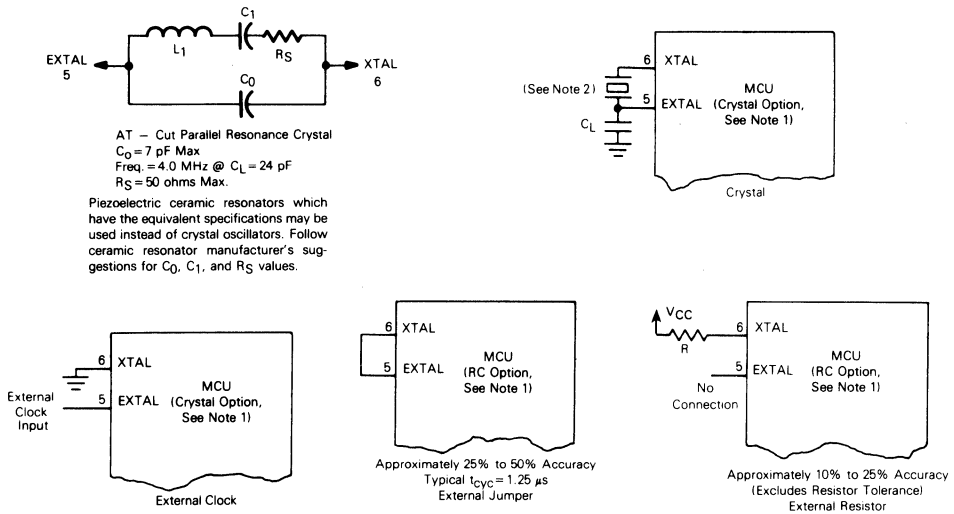 C1
L1
RS
EXTAL
5
XTAL
6
C0
AT – Cut Parallel Resonance Crystal
C0 = 7 pF Max
Freq. = 4.0 MHz @ CL = 24 pF
RS = 50 ohms Max.
Piezoelectric ceramic resonators which
have the equivalent specifications may be
used instead of crystal oscillators. Follow
ceramic resonator manufacturer's sug-
gestions for C0, C1, and RS values.
6
XTAL
(See Note 2)
5
EXTAL
CL
MCU
(Crystal Option,
See Note 1)
Crystal
6
XTAL
External
Clock
Input
5
EXTAL
MCU
(Crystal Option,
See Note 1)
External Clock
6
XTAL
5
EXTAL
MCU
(RC Option,
See Note 1)
Approximately 25% to 50% Accuracy
Typical tcyc = 1.25 µs
External Jumper
VCC
R
6
XTAL
5
EXTAL
No
Connection
MCU
(RC Option,
See Note 1)
Approximately 10% to 25% Accuracy
(Excludes Resistor Tolerance)
External Resistor